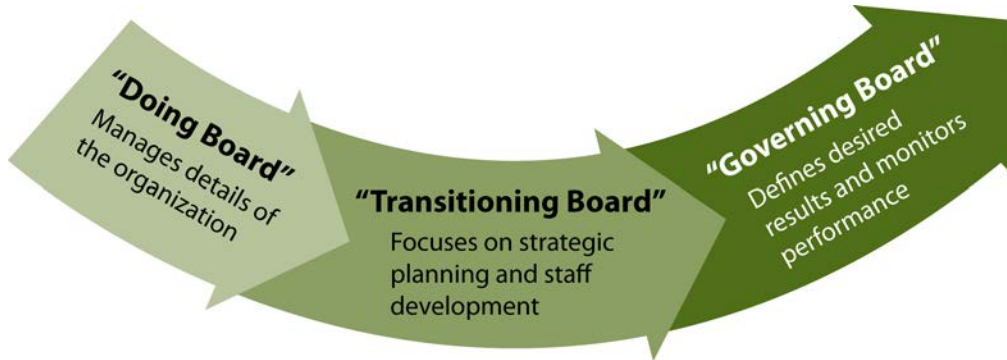 “Doing Board”
Manages details of
the organization
“Transitioning Board”
Focuses on strategic
planning and staff
development
“Governing Board”
Defines desired
results and monitors
performance